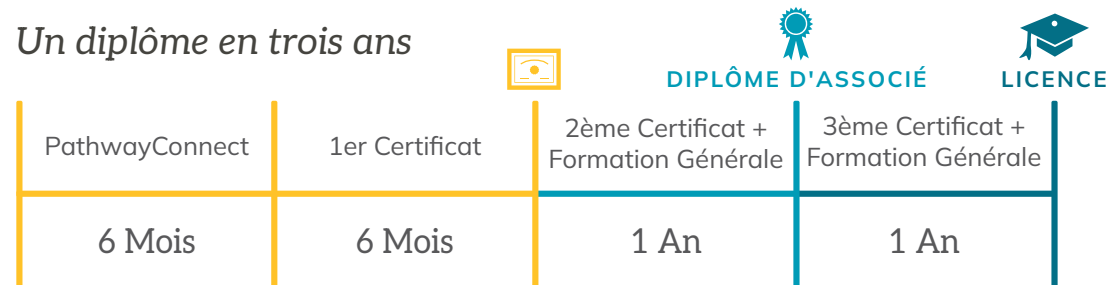 Un diplôme en trois ans
DIPLÔME D'ASSOCIÉ
LICENCE
PathwayConnect
1er Certificat
2ème Certificat +
Formation Générale
3ème Certificat +
Formation Générale
6 Mois
6 Mois
1 An
1 An